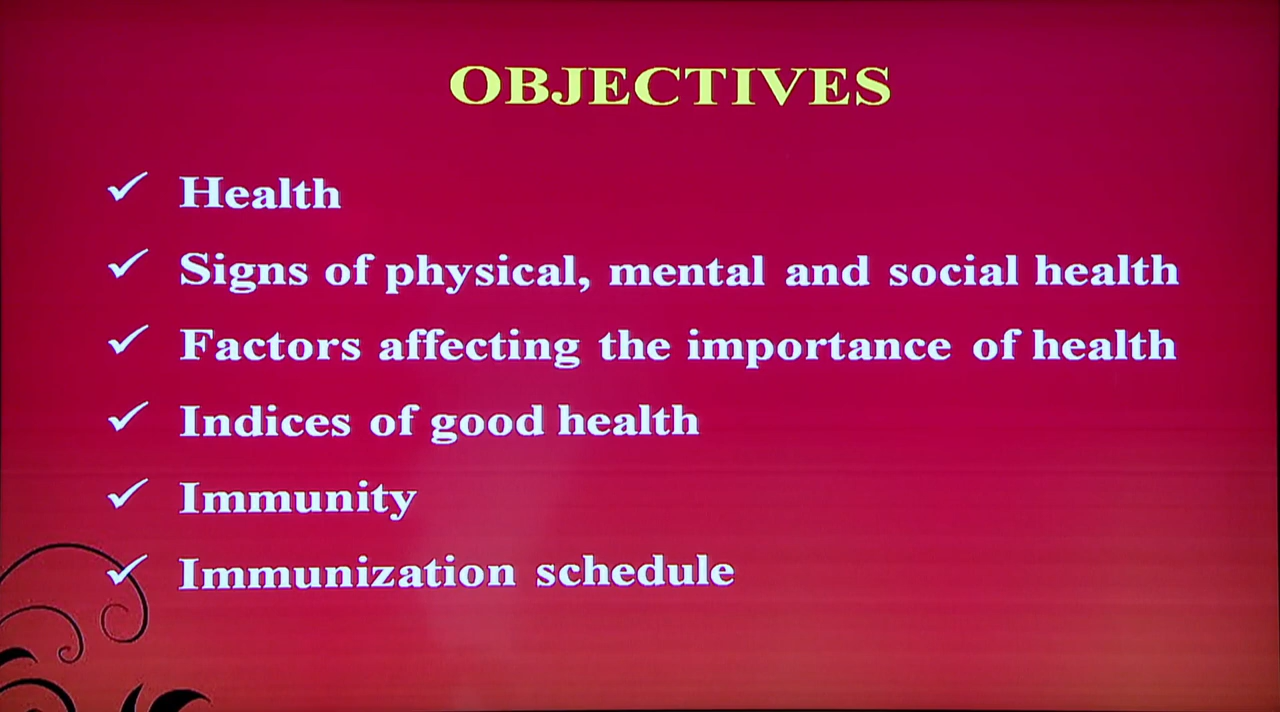 OBJECTIVES
✓ Health
✓ Signs of physical, mental and social health
✓ Factors affecting the importance of health
✓ Indices of good health
✓ Immunity
✓ Immunization schedule